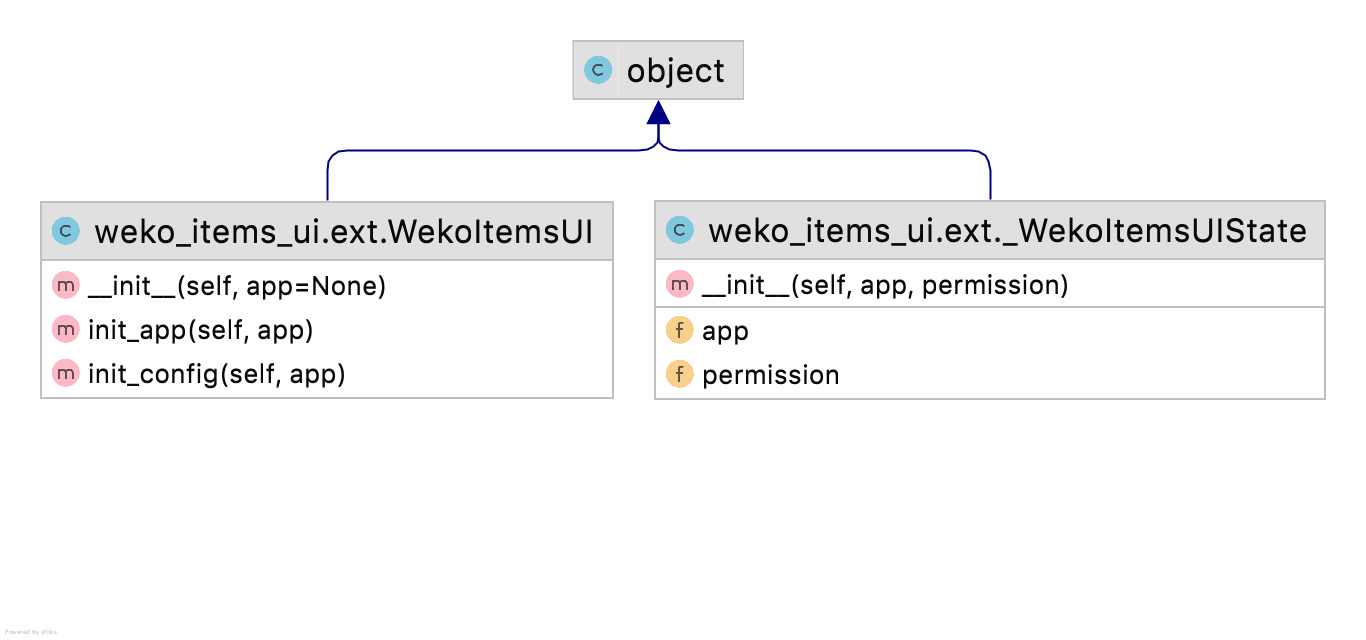 C object
C weko_items_ui.ext.WekoItemsUI
m __init__(self, app=None)
m init_app(self, app)
m init_config(self, app)
C weko_items_ui.ext._WekoItemsUIState
m __init__(self, app, permission)
f app
f permission
Powered by yFiles